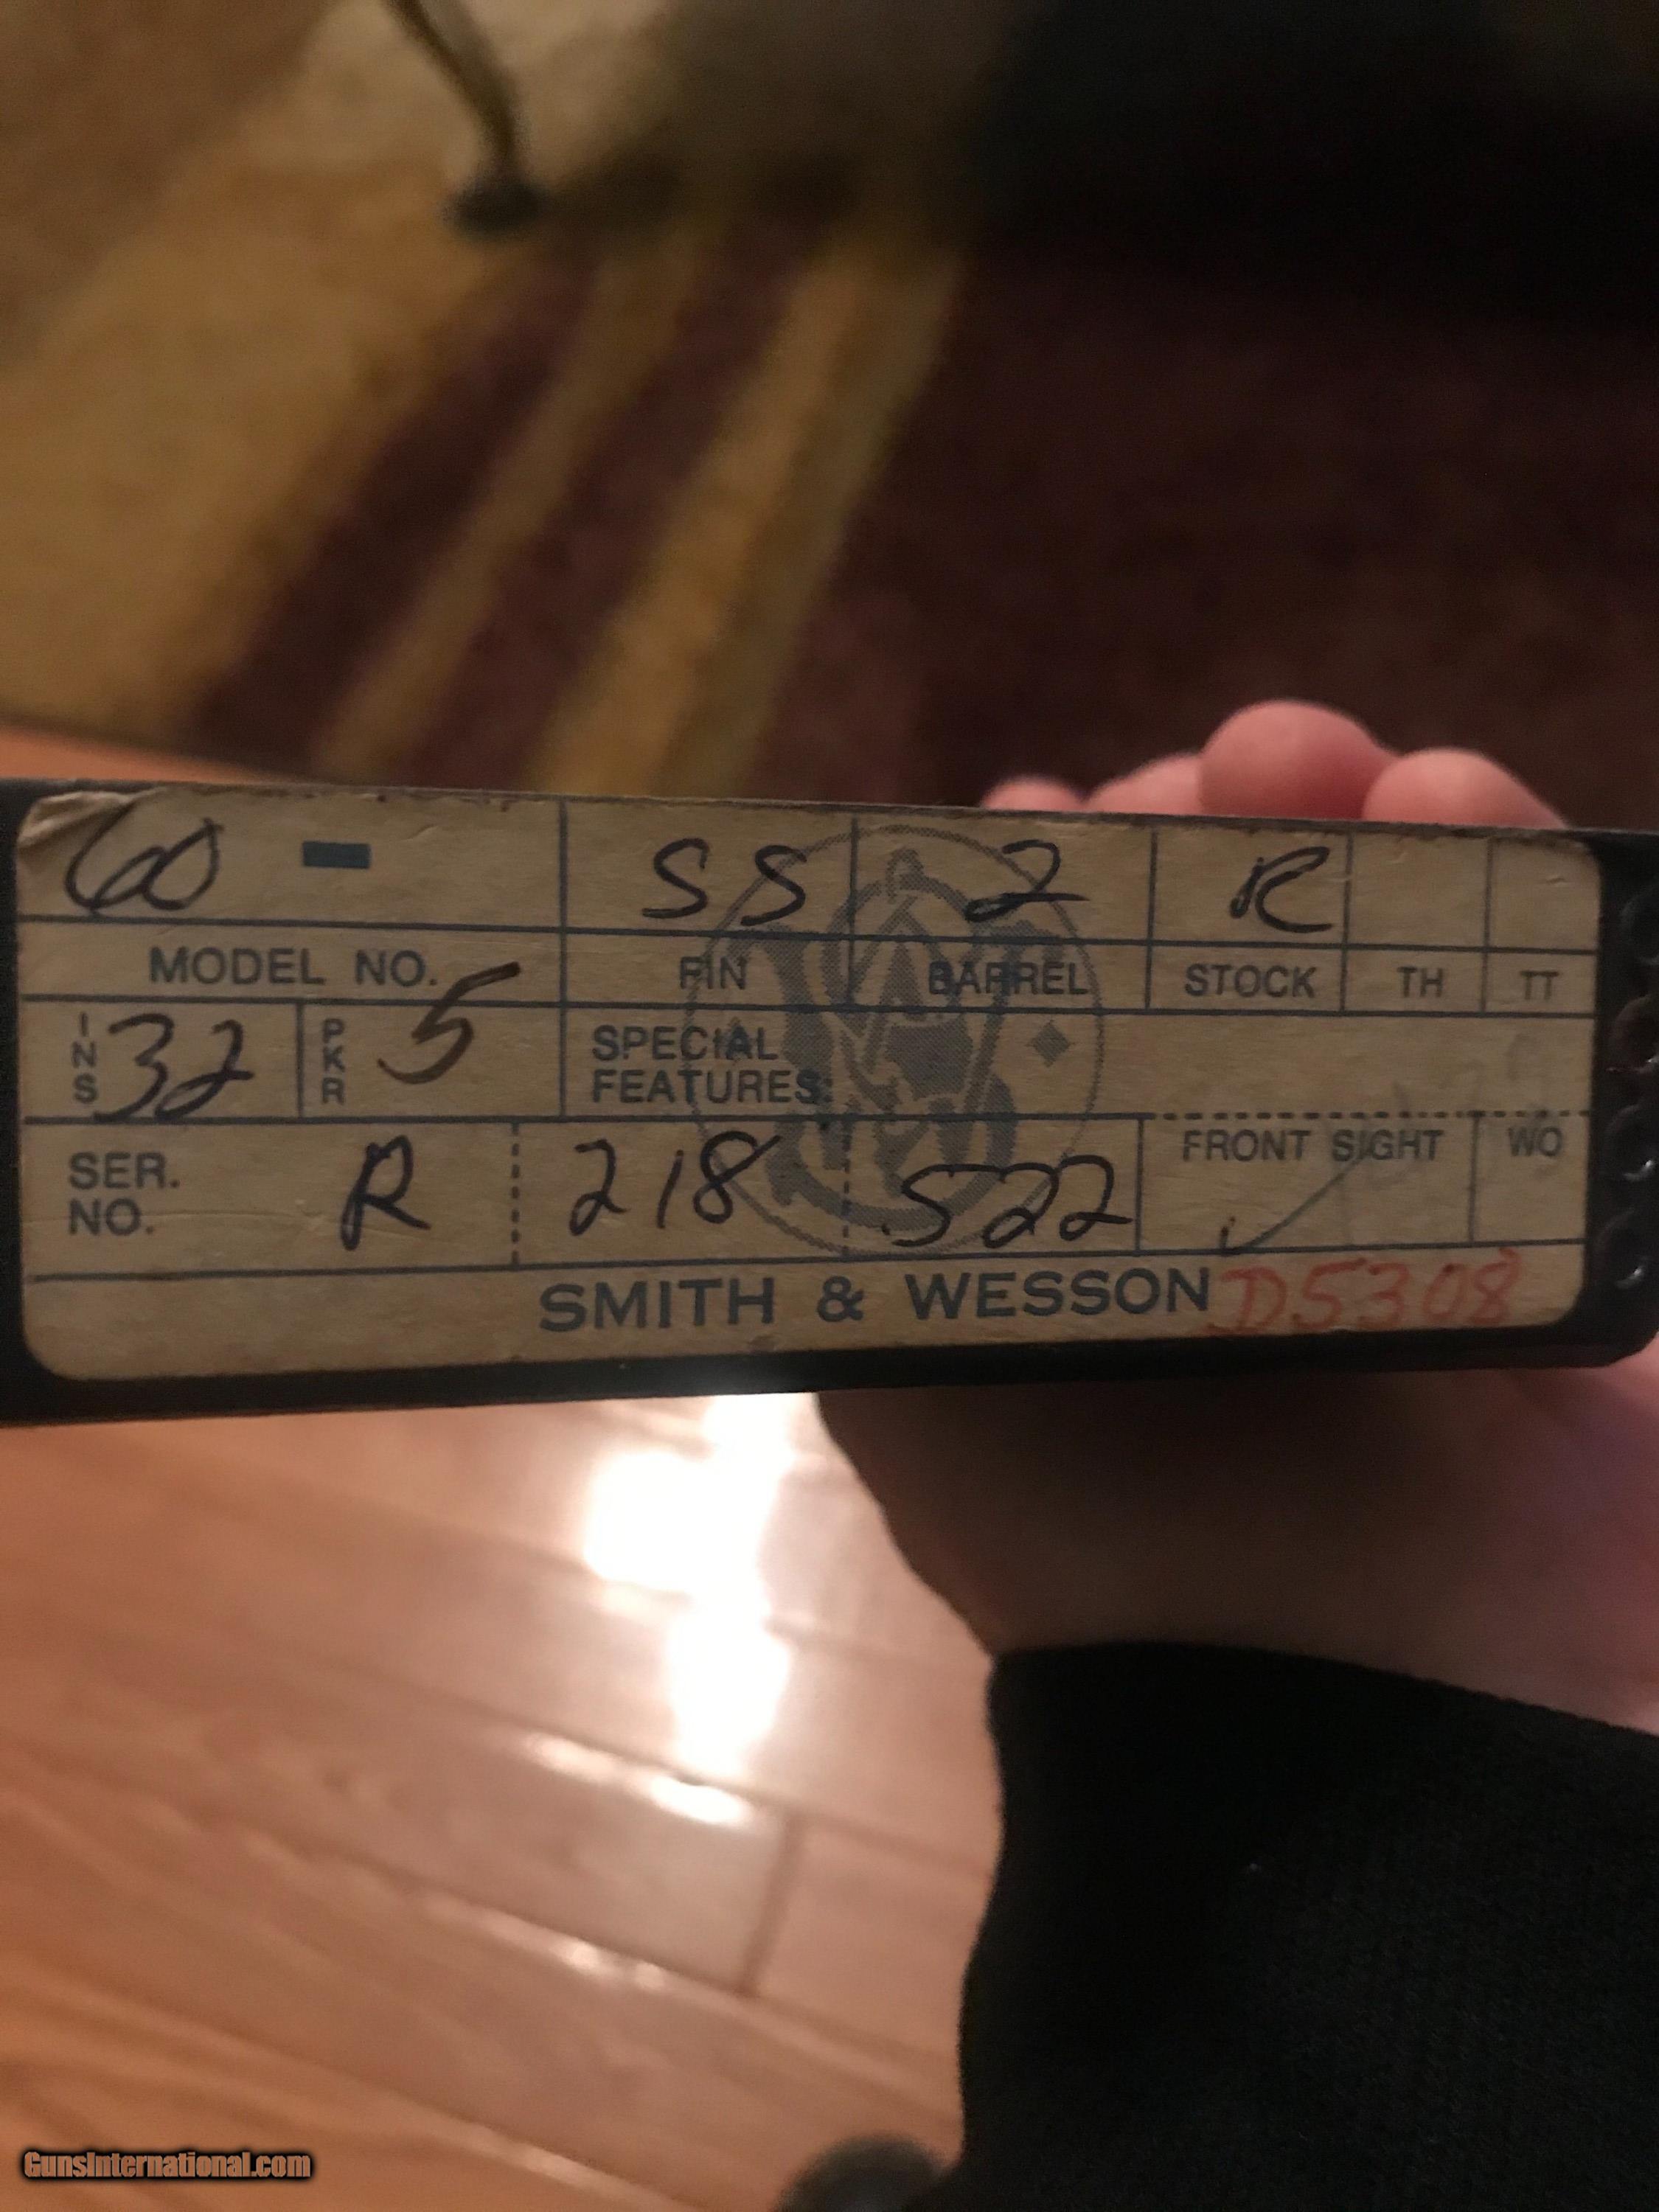 60 - SS 2 R
MODEL NO. FIN BARREL STOCK TH TT
INS 32 PKR 5 SPECIAL
FEATURES:
FRONT SIGHT WO
SER.
NO. R 218 522
SMITH & WESSON D5308
GunsInternational.com